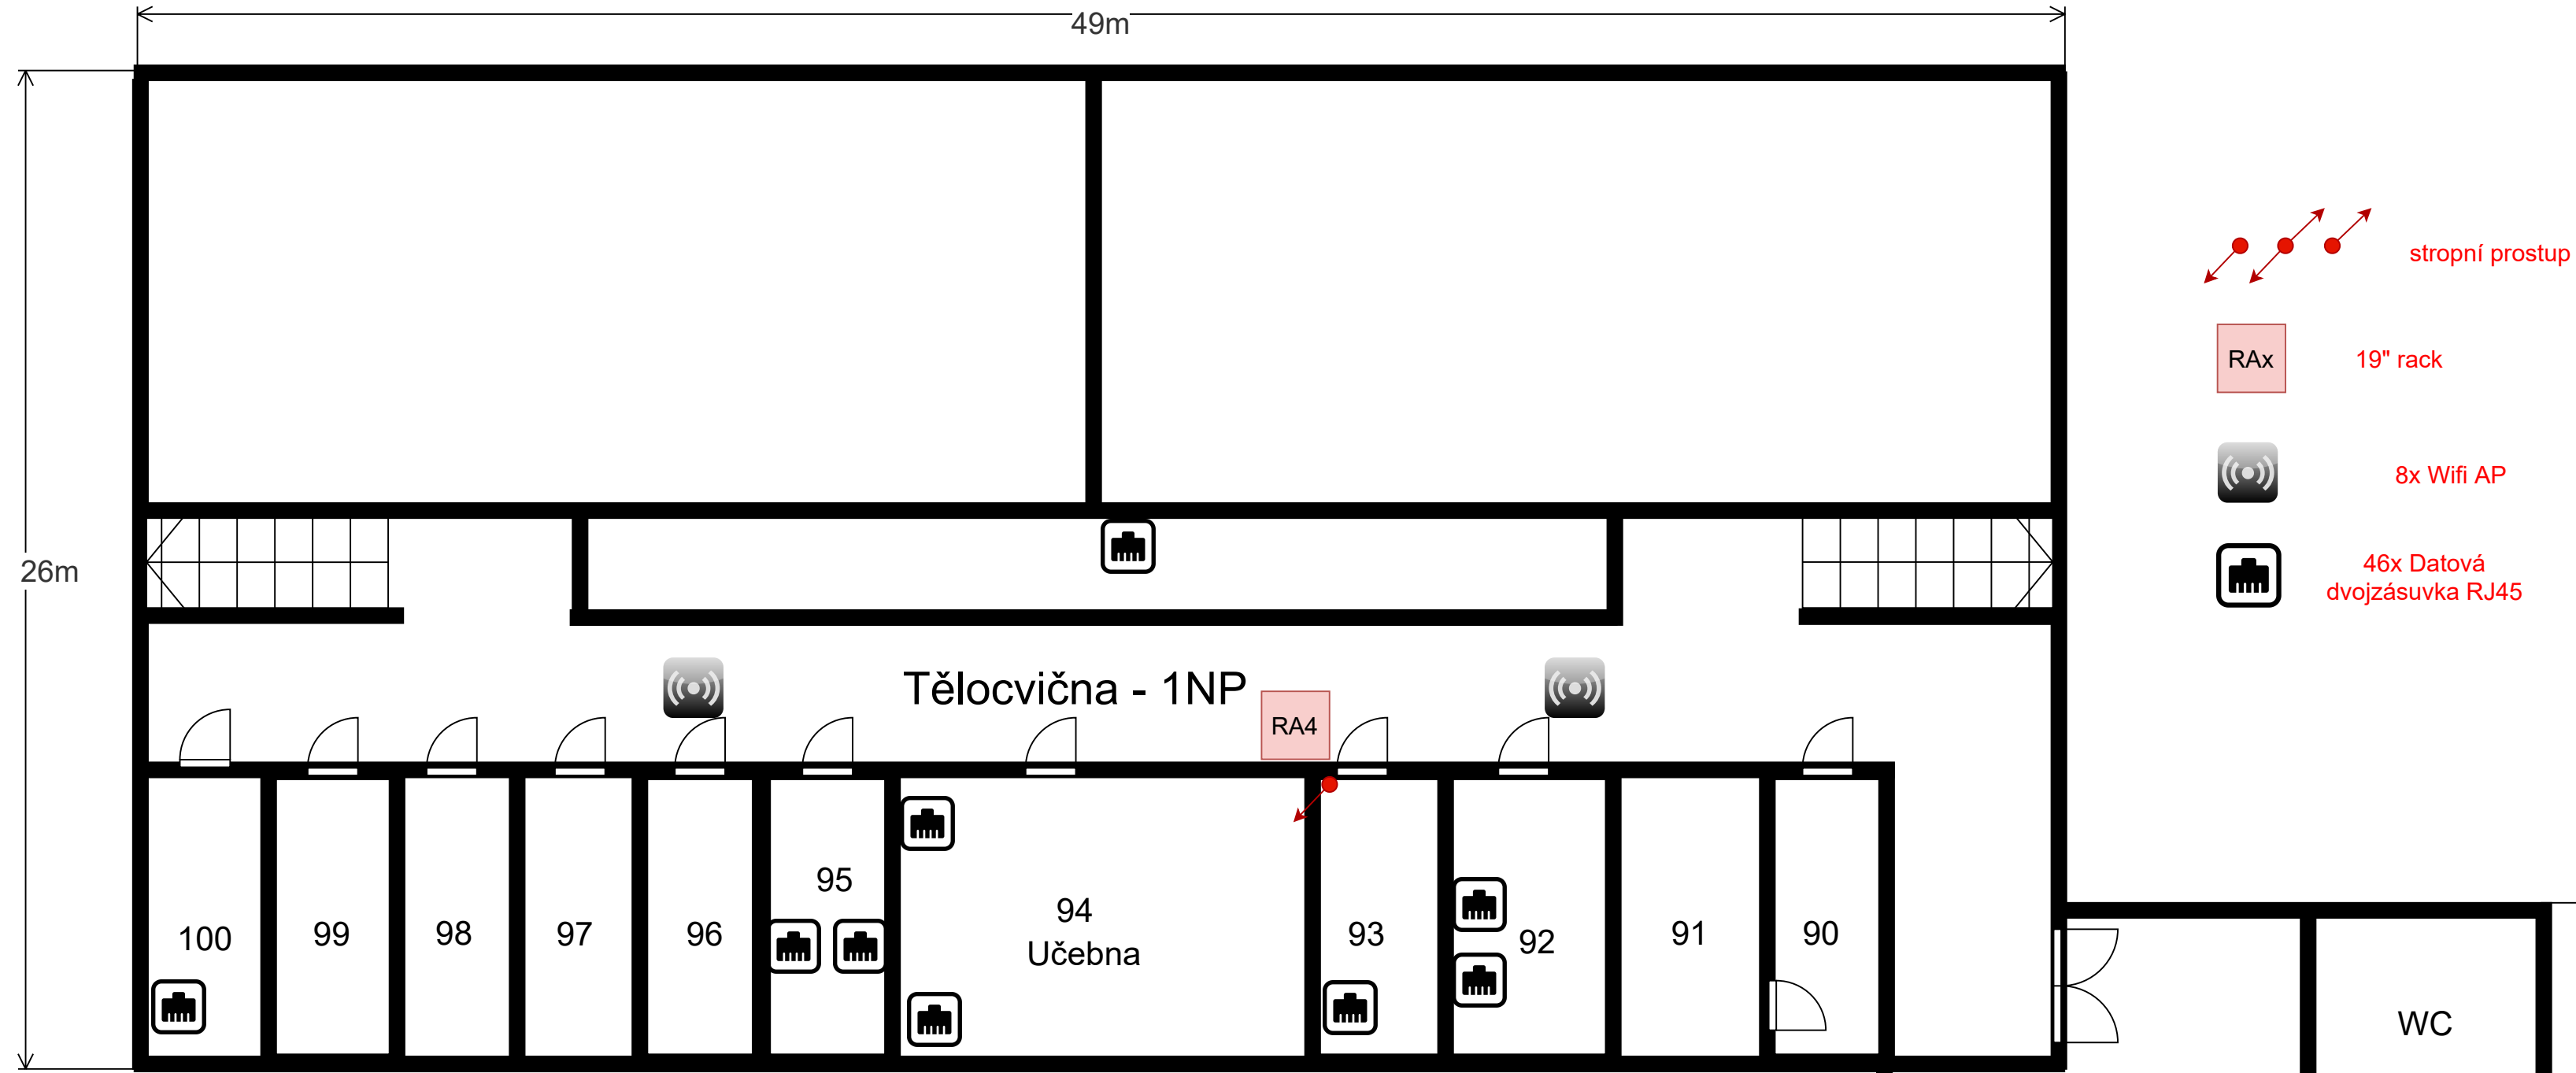 49m
stropní prostup
RAx
19" rack
8x Wifi AP
26m
46x Datová
dvojzásuvka RJ45
Tělocvična - 1NP
RA4
95
94
Učebna
100
99
98
97
96
93
92
91
90
WC